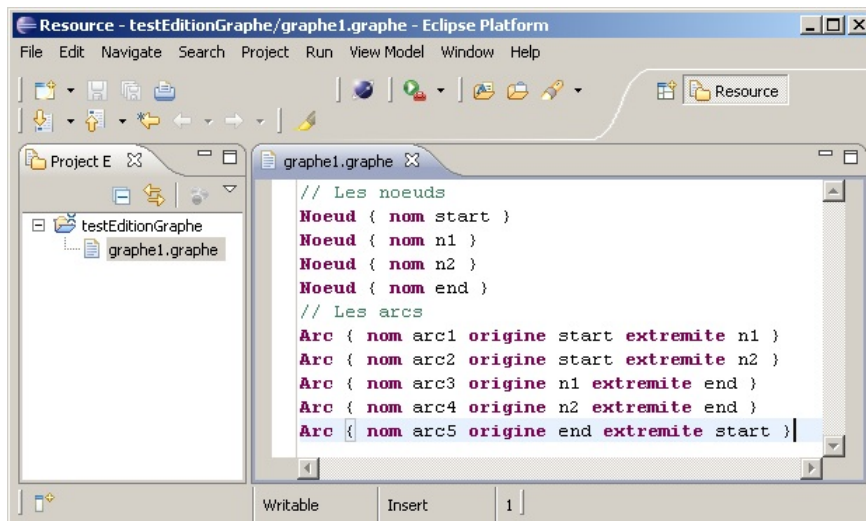 Resource - testEditionGraphe/graphe1.graphe - Eclipse Platform
File Edit Navigate Search Project Run View Model Window Help
Resource
Project E
graphe1.graphe
testEditionGraphe
graphe1.graphe
// Les noeuds
Noeud { nom start }
Noeud { nom n1 }
Noeud { nom n2 }
Noeud { nom end }
// Les arcs
Arc { nom arc1 origine start extremite n1 }
Arc { nom arc2 origine start extremite n2 }
Arc { nom arc3 origine n1 extremite end }
Arc { nom arc4 origine n2 extremite end }
Arc { nom arc5 origine end extremite start }
Writable Insert 1